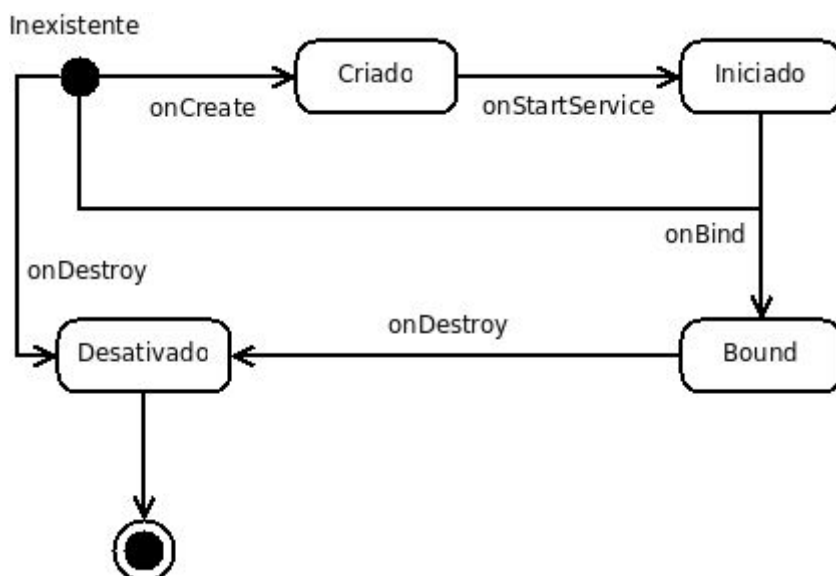 Inexistente
Criado
Iniciado
onCreate
onStartService
onBind
onDestroy
onDestroy
Desativado
Bound